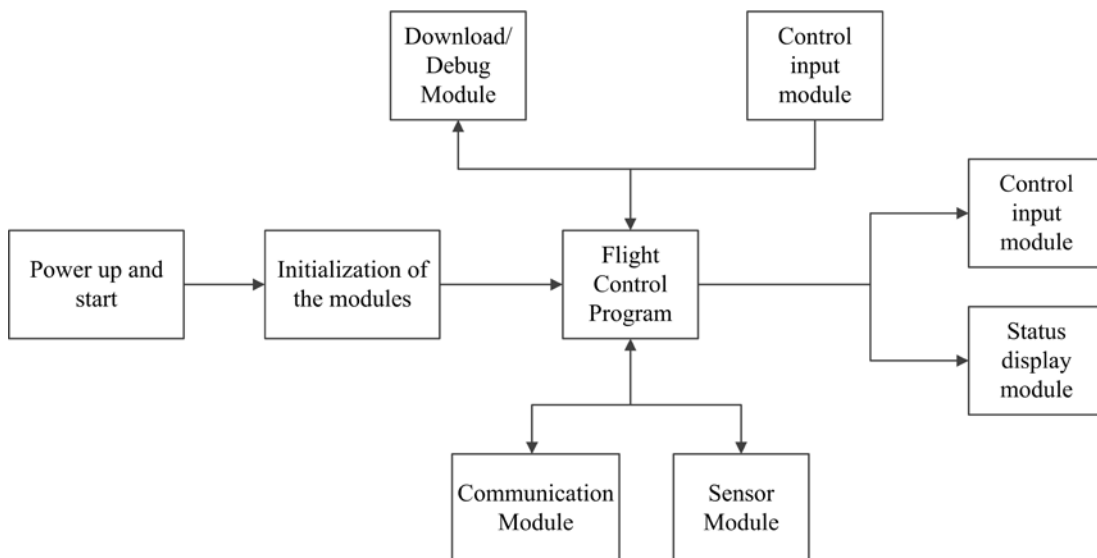 Download/
Debug
Module
Control
input
module
Control
input
module
Power up and
start
Initialization of
the modules
Flight
Control
Program
Status
display
module
Communication
Module
Sensor
Module